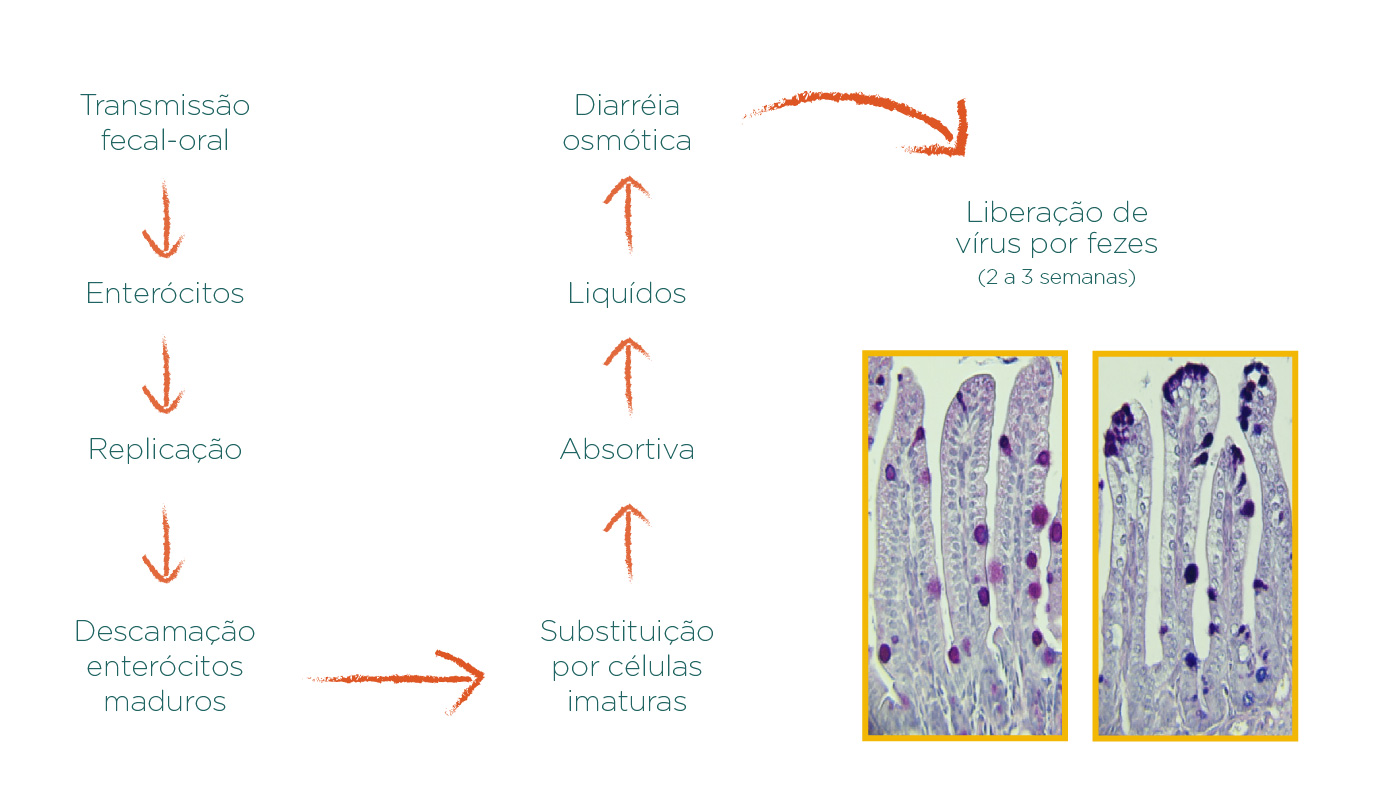 Transmissão
fecal-oral
Enterócitos
Replicação
Descamação
enterócitos
maduros
Substituição
por células
imaturas
Absortiva
Liquídos
Diarréia
osmótica
Liberação de
vírus por fezes
(2 a 3 semanas)